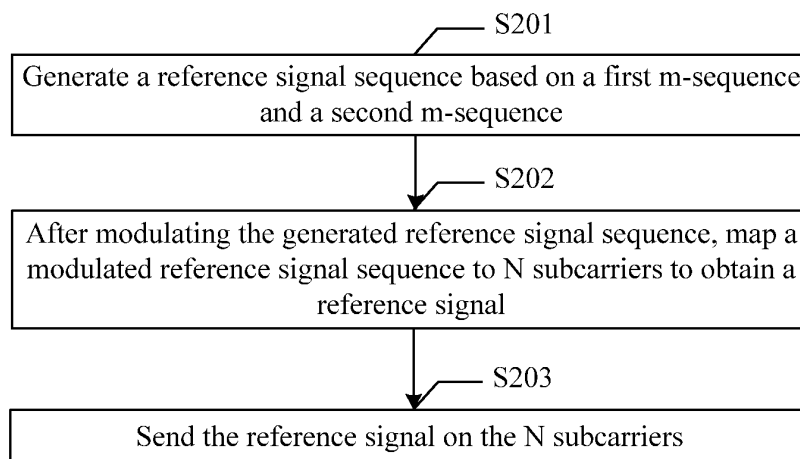 S201
Generate a reference signal sequence based on a first m-sequence
and a second m-sequence
S202
After modulating the generated reference signal sequence, map a
modulated reference signal sequence to N subcarriers to obtain a
reference signal
S203
Send the reference signal on the N subcarriers